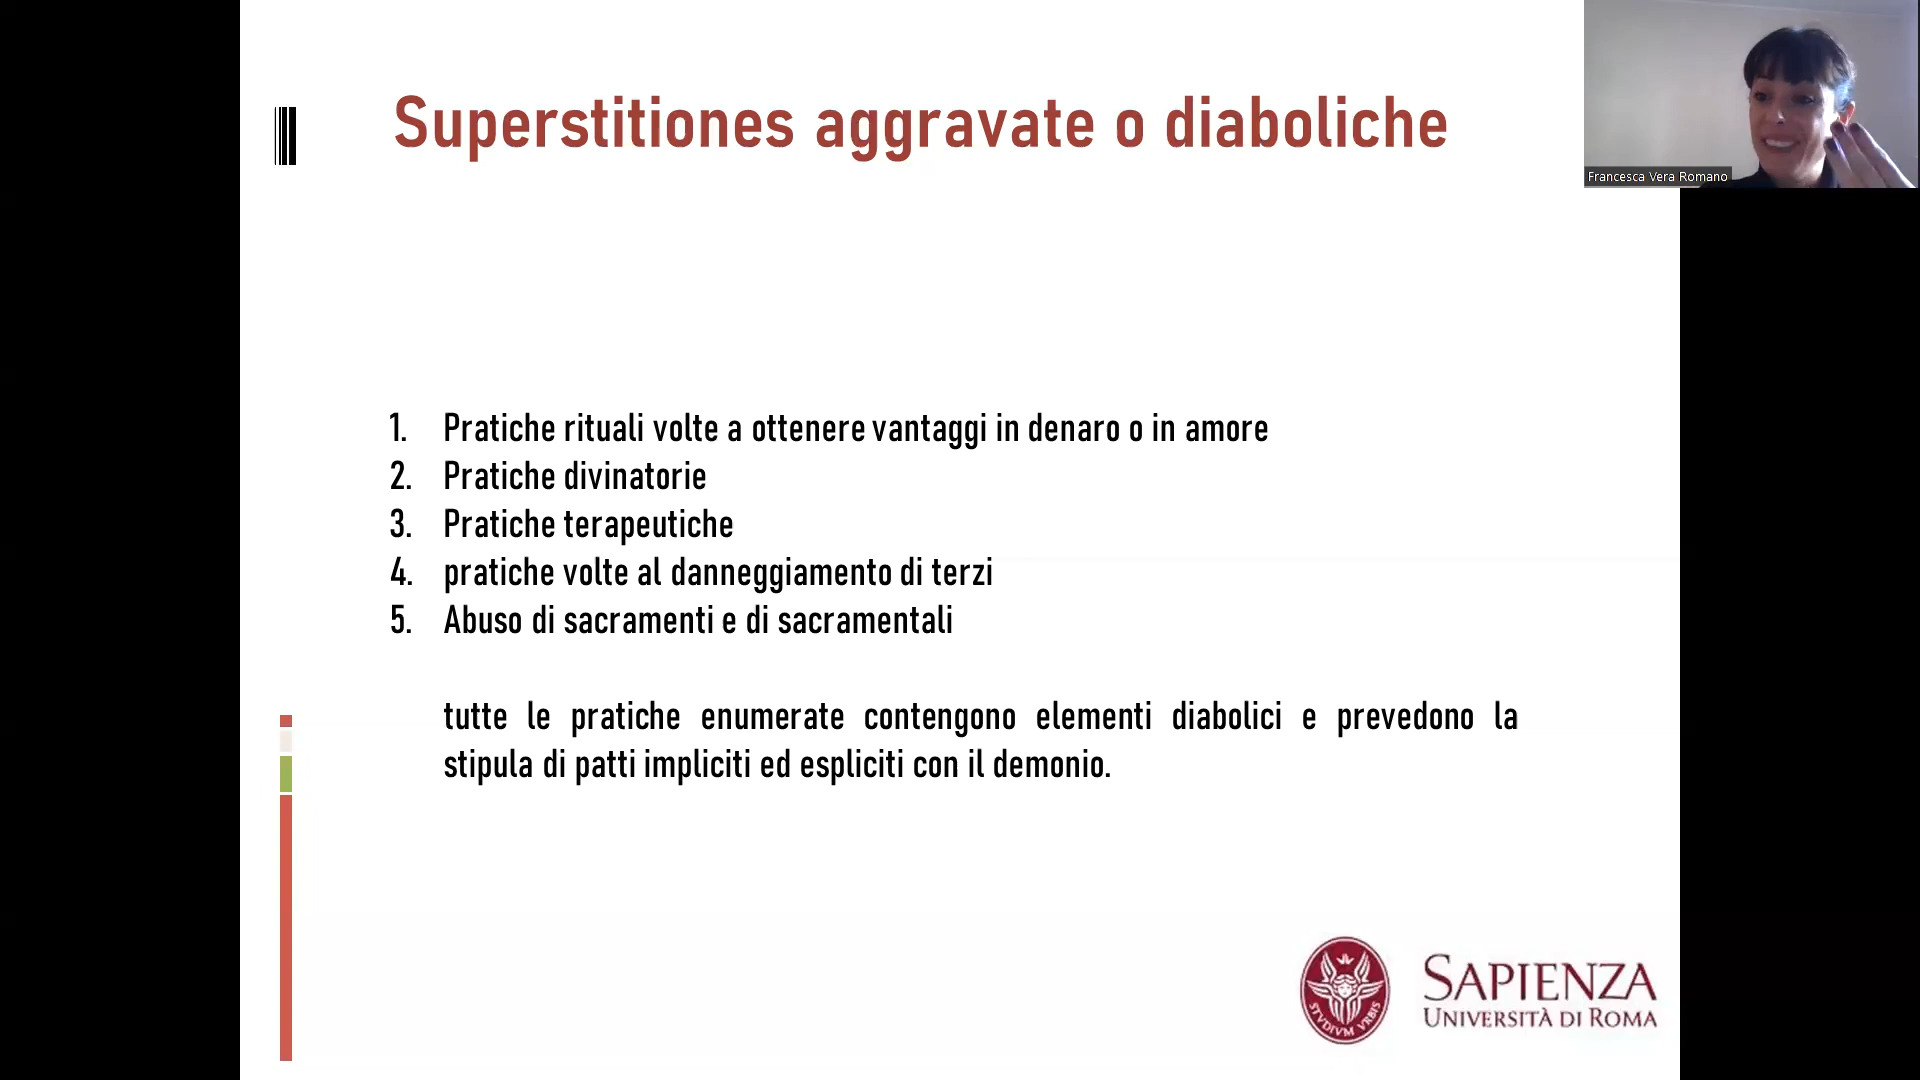 Superstitiones aggravate o diaboliche
Francesca Vera Romano
1. Pratiche rituali volte a ottenere vantaggi in denaro o in amore
2. Pratiche divinatorie
3. Pratiche terapeutiche
4. pratiche volte al danneggiamento di terzi
5. Abuso di sacramenti e di sacramentali
tutte le pratiche enumerate contengono elementi diabolici e prevedono la
stipula di patti impliciti ed espliciti con il demonio.
STVDIVM VRBIS
SAPIENZA
UNIVERSITÀ DI ROMA